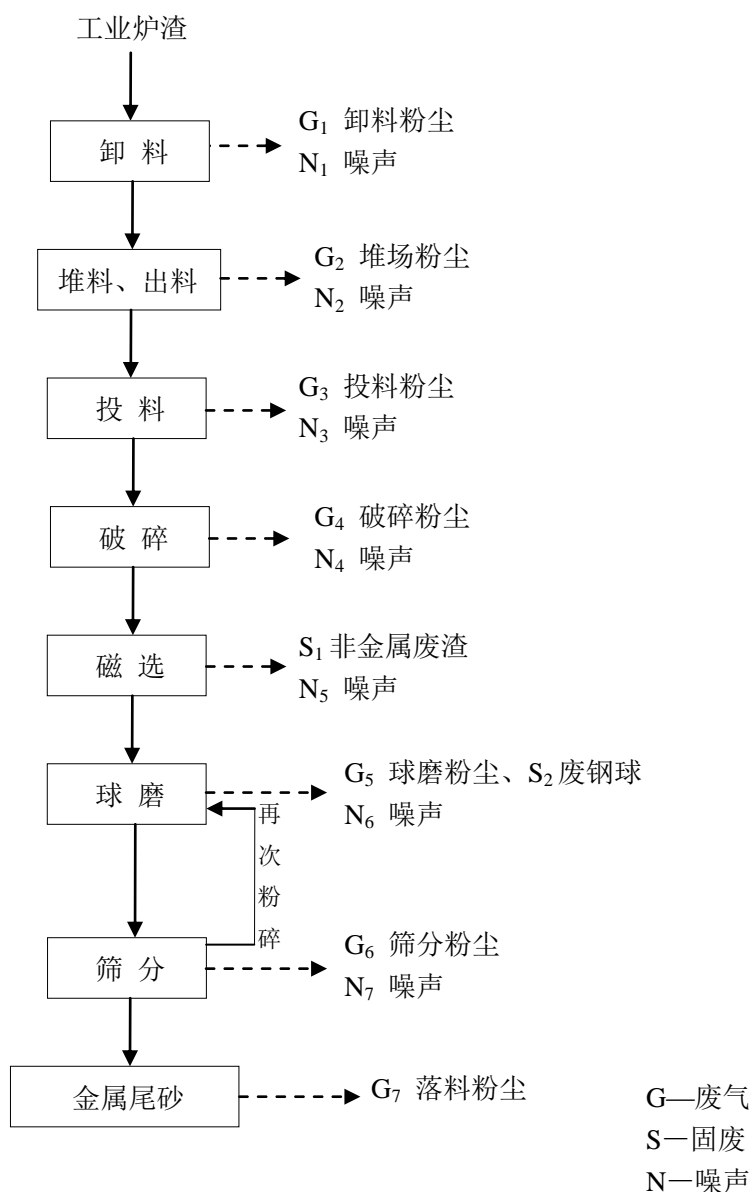 工业炉渣
卸 料
G₁ 卸料粉尘
N₁ 噪声
堆料、出料
G₂ 堆场粉尘
N₂ 噪声
投 料
G₃ 投料粉尘
N₃ 噪声
破 碎
G₄ 破碎粉尘
N₄ 噪声
磁 选
S₁非金属废渣
N₅ 噪声
球 磨
G₅ 球磨粉尘、S₂废钢球
N₆ 噪声
再
次
粉
碎
筛 分
G₆ 筛分粉尘
N₇ 噪声
金属尾砂
G₇ 落料粉尘
G—废气
S—固废
N—噪声